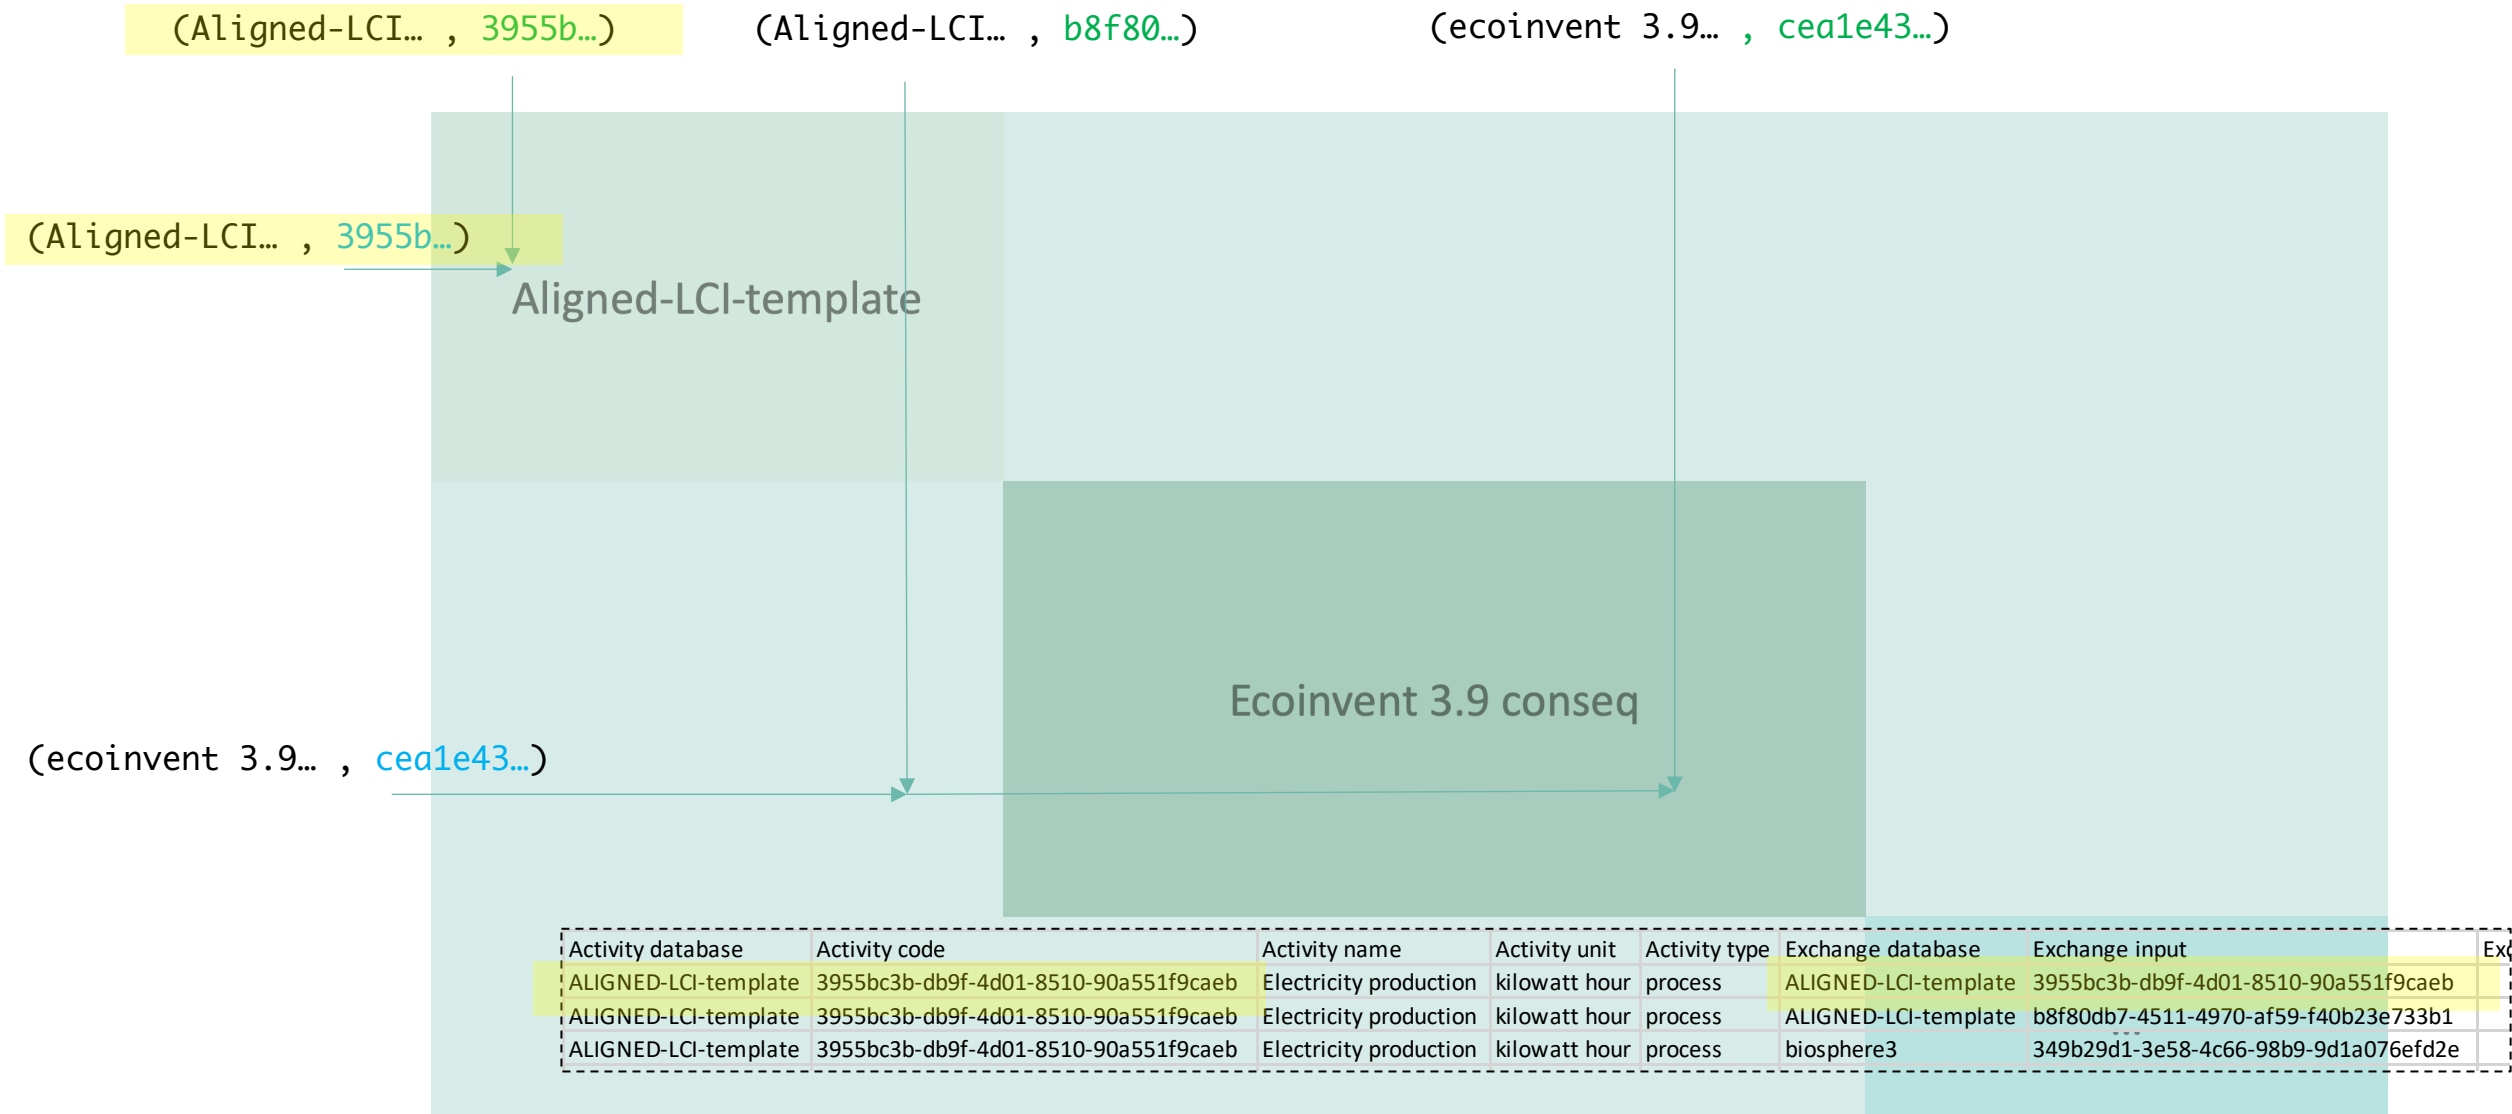 (Aligned-LCI… , 3955b…) (Aligned-LCI… , b8f80…) (ecoinvent 3.9… , cea1e43…)
(Aligned-LCI… , 3955b…)
Aligned-LCI-template
Ecoinvent 3.9 conseq
(ecoinvent 3.9… , cea1e43…)
Activity database Activity code Activity name Activity unit Activity type Exchange database Exchange input Exc
ALIGNED-LCI-template 3955bc3b-db9f-4d01-8510-90a551f9caeb Electricity production kilowatt hour process ALIGNED-LCI-template 3955bc3b-db9f-4d01-8510-90a551f9caeb
ALIGNED-LCI-template 3955bc3b-db9f-4d01-8510-90a551f9caeb Electricity production kilowatt hour process ALIGNED-LCI-template b8f80db7-4511-4970-af59-f40b23e733b1
...
ALIGNED-LCI-template 3955bc3b-db9f-4d01-8510-90a551f9caeb Electricity production kilowatt hour process biosphere3 349b29d1-3e58-4c66-98b9-9d1a076efd2e